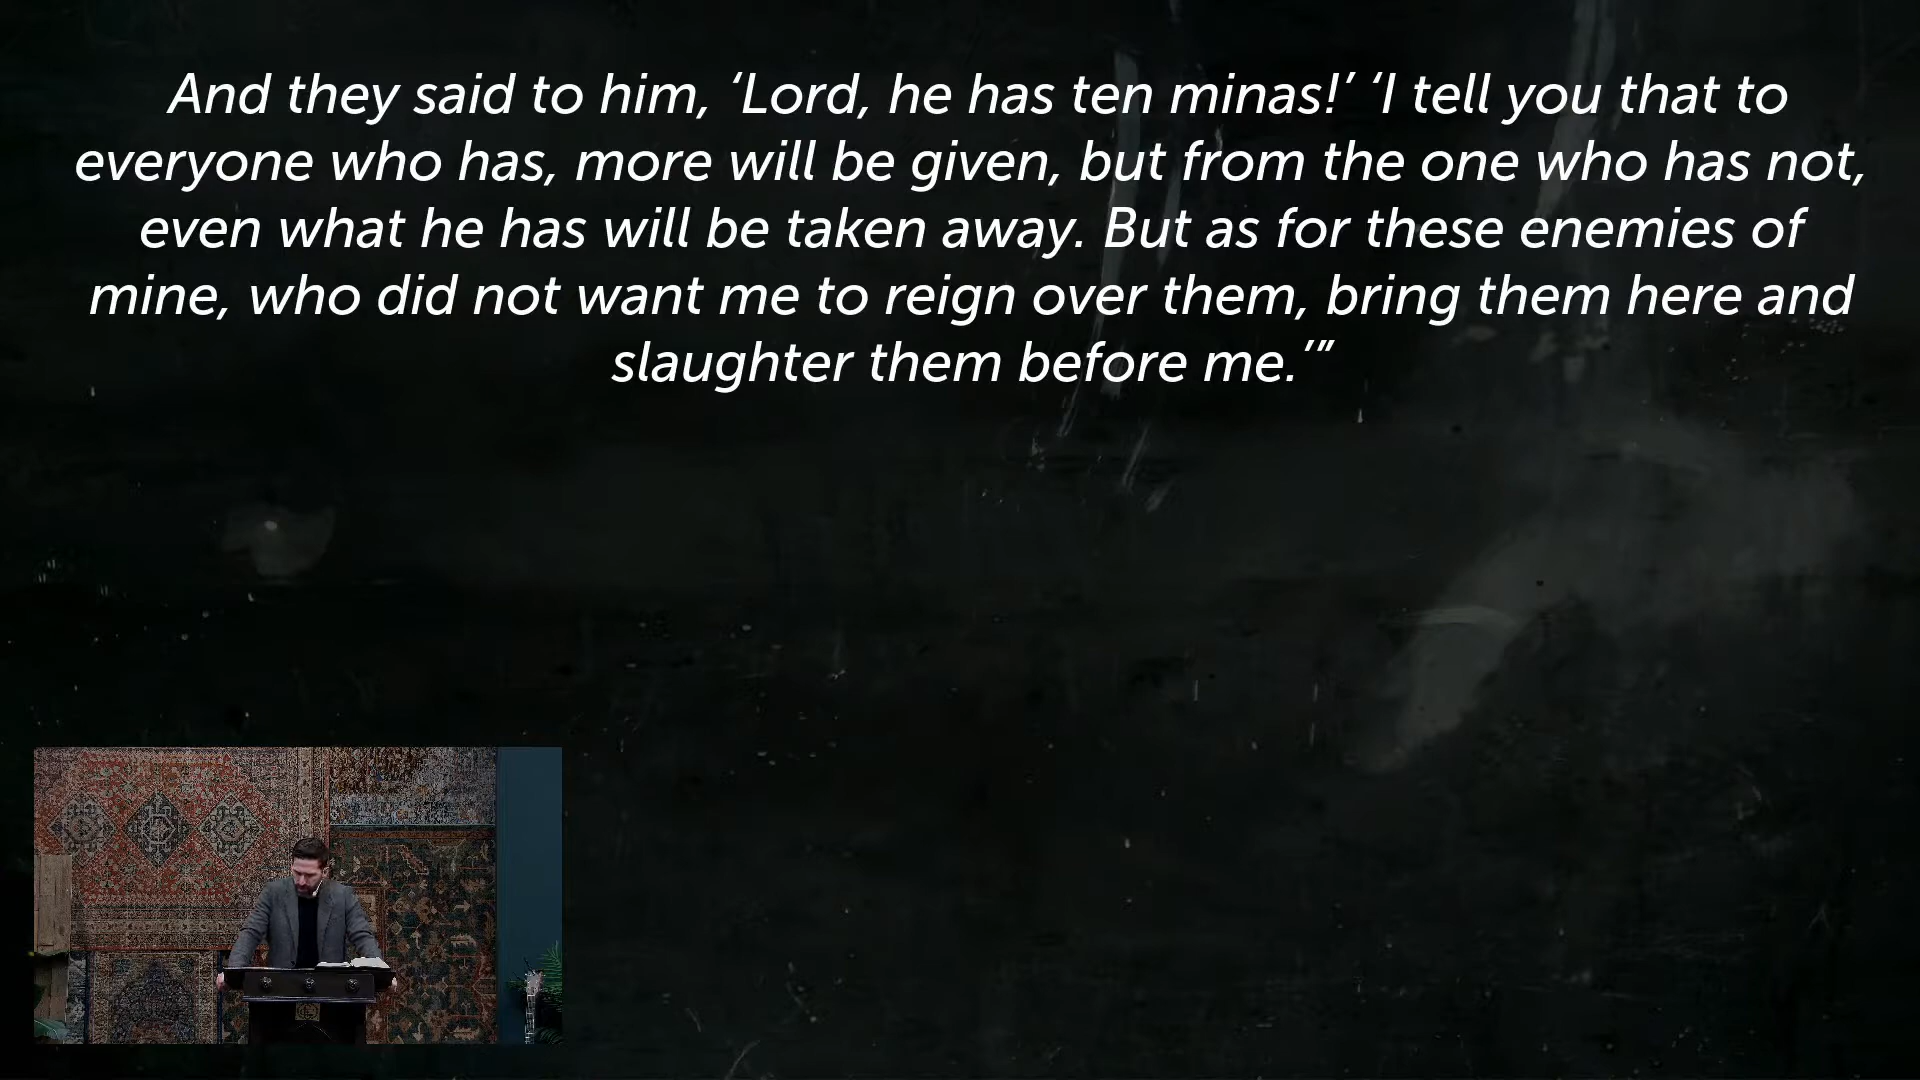 And they said to him, ‘Lord, he has ten minas!’ ‘I tell you that to
everyone who has, more will be given, but from the one who has not,
even what he has will be taken away. But as for these enemies of
mine, who did not want me to reign over them, bring them here and
slaughter them before me.’”